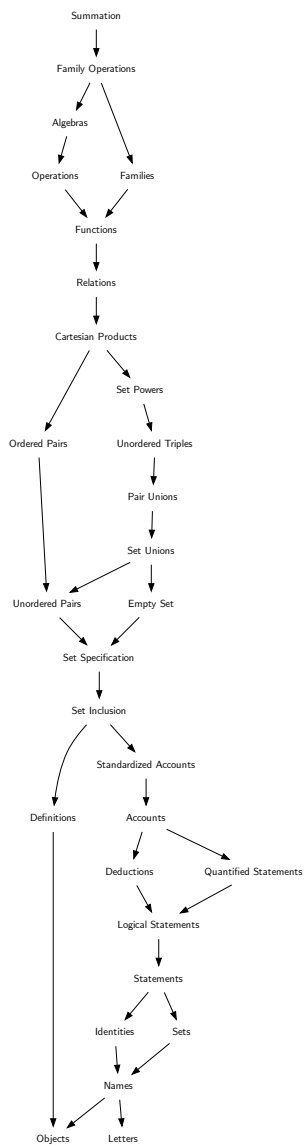 Summation
Family Operations
Algebras
Operations Families
Functions
Relations
Cartesian Products
Set Powers
Ordered Pairs Unordered Triples
Pair Unions
Set Unions
Unordered Pairs Empty Set
Set Specification
Set Inclusion
Standardized Accounts
Definitions Accounts
Deductions Quantified Statements
Logical Statements
Statements
Identities Sets
Names
Objects Letters